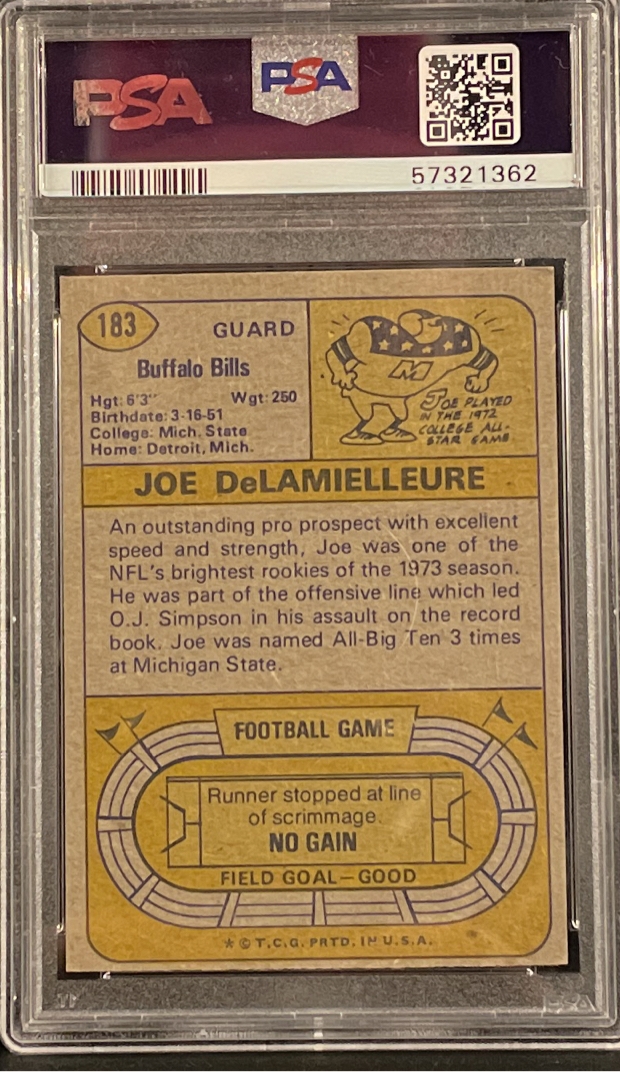 PSA
PSA
57321362
183
GUARD
Buffalo Bills
Hgt: 6'3" Wgt: 250
Birthdate: 3-16-51
College: Mich. State
Home: Detroit, Mich.
M
JOE PLAYED
IN THE 1972
COLLEGE ALL-
STAR GAME
JOE DeLAMIELLEURE
An outstanding pro prospect with excellent
speed and strength, Joe was one of the
NFL's brightest rookies of the 1973 season.
He was part of the offensive line which led
O.J. Simpson in his assault on the record
book. Joe was named All-Big Ten 3 times
at Michigan State.
FOOTBALL GAME
Runner stopped at line
of scrimmage.
NO GAIN
FIELD GOAL—GOOD
* © T.C.G. PRTD. IN U.S.A.
PSA